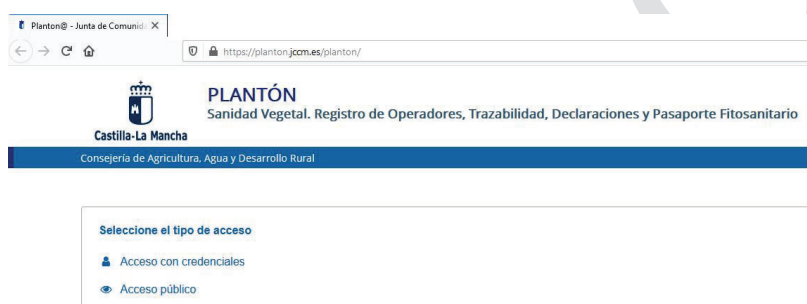 Planton@ - Junta de Comunid
https://planton.jccm.es/planton/
PLANTÓN
Sanidad Vegetal. Registro de Operadores, Trazabilidad, Declaraciones y Pasaporte Fitosanitario
Castilla-La Mancha
Consejería de Agricultura, Agua y Desarrollo Rural
Seleccione el tipo de acceso
Acceso con credenciales
Acceso público